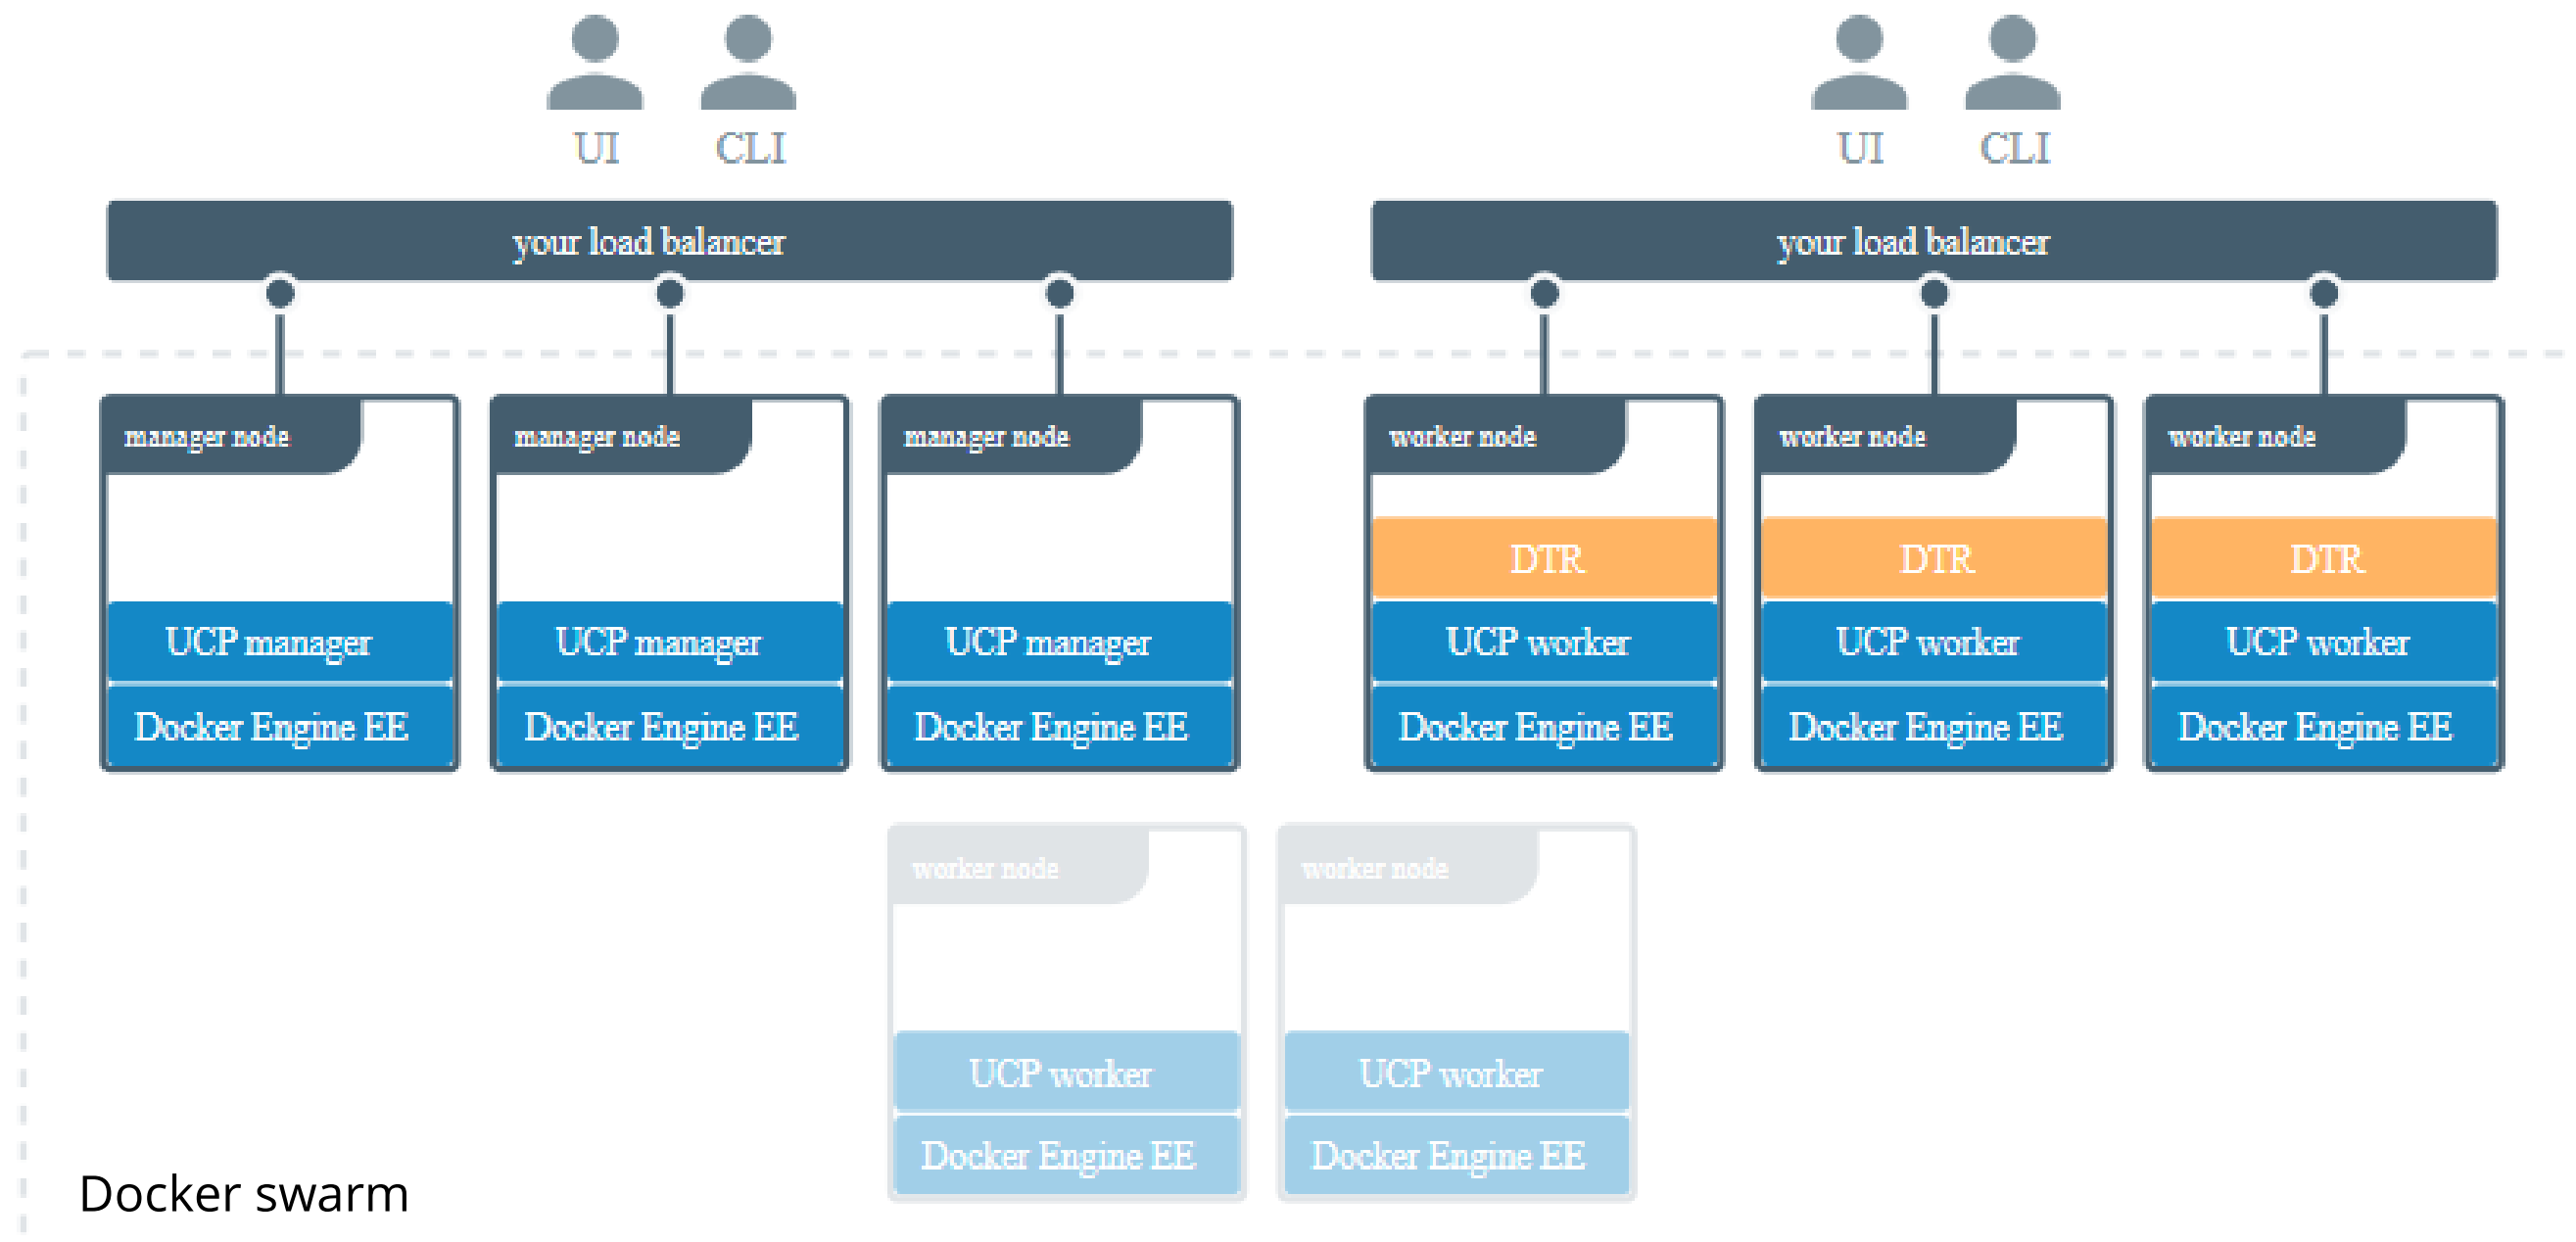 UI CLI
UI CLI
your load balancer
your load balancer
manager node
manager node
manager node
worker node
worker node
worker node
DTR
DTR
DTR
UCP manager
UCP manager
UCP manager
UCP worker
UCP worker
UCP worker
Docker Engine EE
Docker Engine EE
Docker Engine EE
Docker Engine EE
Docker Engine EE
Docker Engine EE
worker node
worker node
UCP worker
UCP worker
Docker Engine EE
Docker Engine EE
Docker swarm